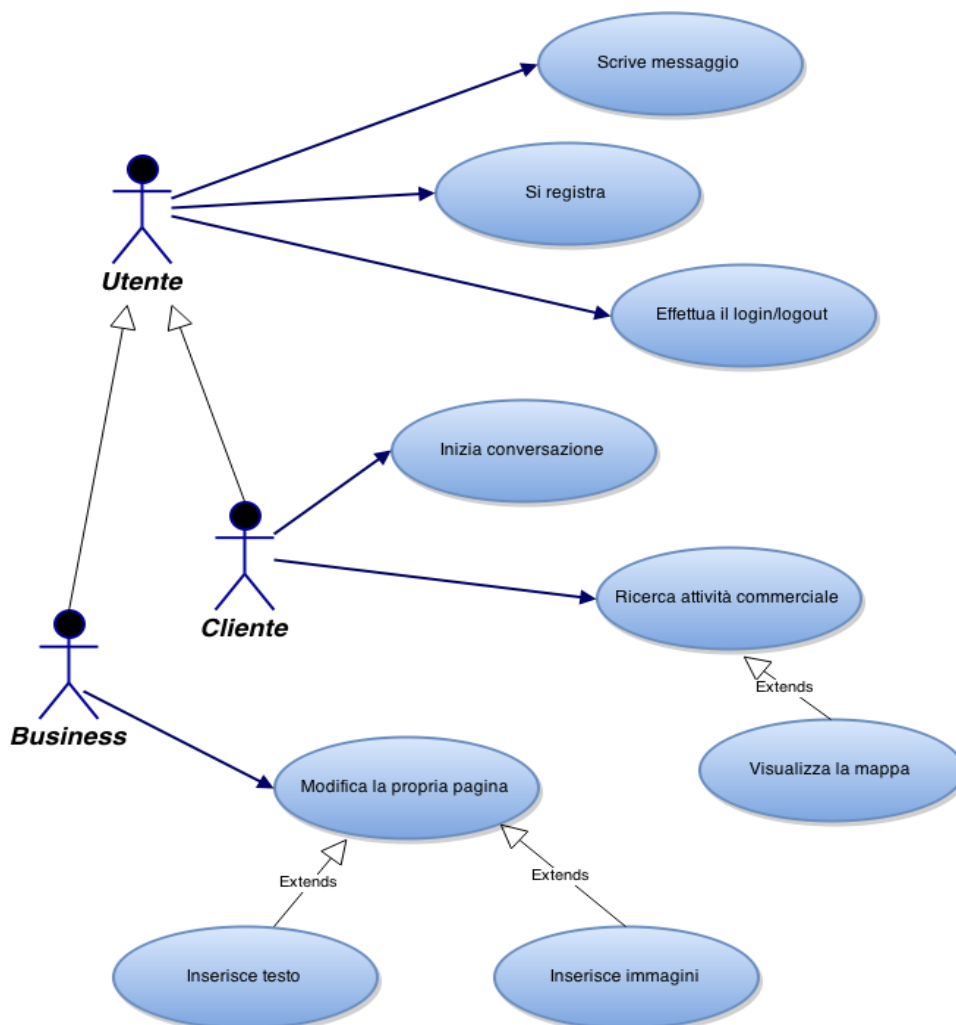 Scrive messaggio
Si registra
Utente
Effettua il login/logout
Inizia conversazione
Ricerca attività commerciale
Cliente
Extends
Business
Visualizza la mappa
Modifica la propria pagina
Extends
Extends
Inserisce testo
Inserisce immagini